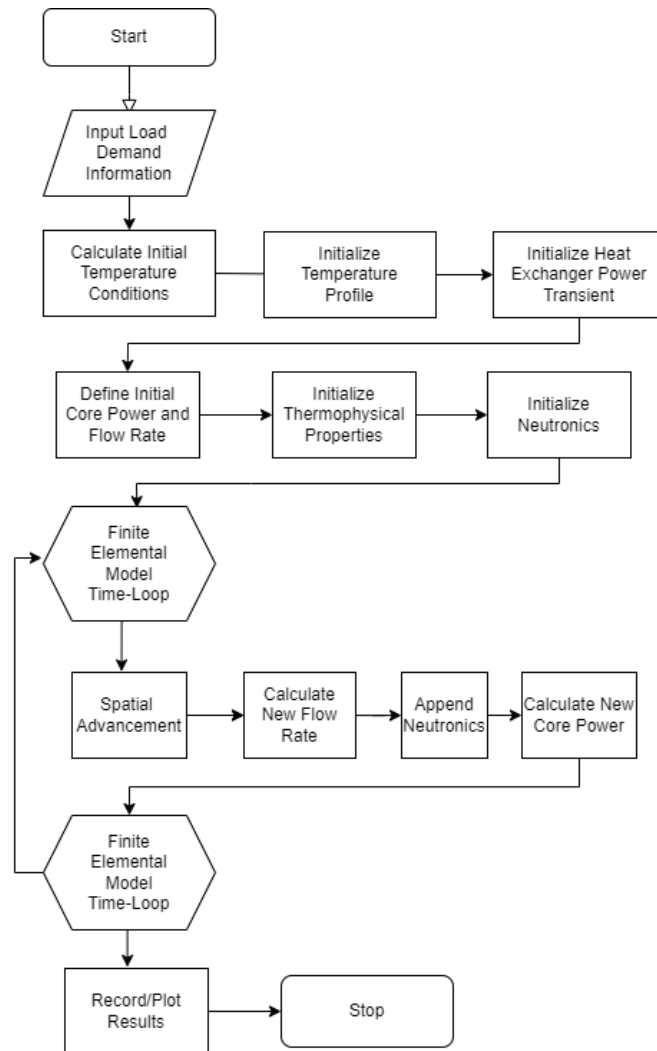 Start
Input Load
Demand
Information
Calculate Initial
Temperature
Conditions
Initialize
Temperature
Profile
Initialize Heat
Exchanger Power
Transient
Define Initial
Core Power and
Flow Rate
Initialize
Thermophysical
Properties
Initialize
Neutronics
Finite
Elemental
Model
Time-Loop
Spatial
Advancement
Calculate
New Flow
Rate
Append
Neutronics
Calculate New
Core Power
Finite
Elemental
Model
Time-Loop
Record/Plot
Results
Stop